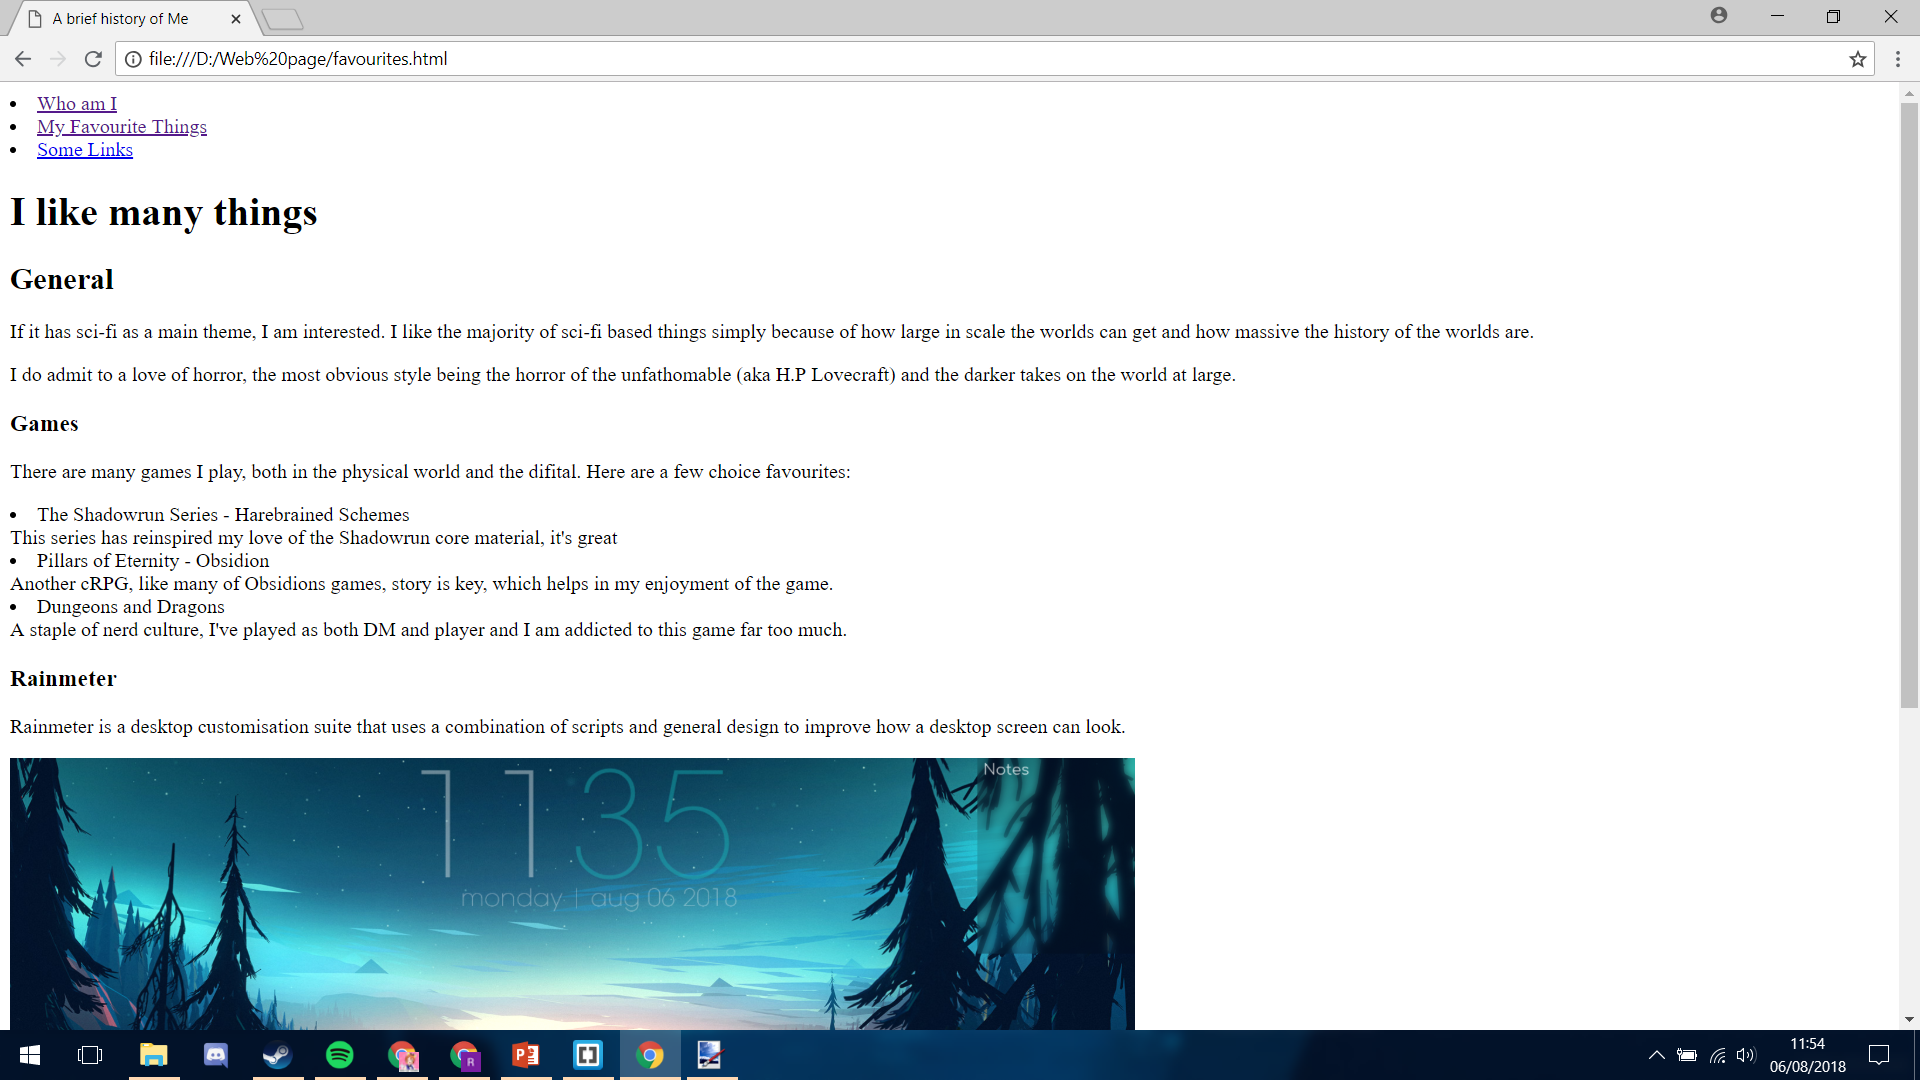 A brief history of Me
file:///D:/Web%20page/favourites.html
Who am I
My Favourite Things
Some Links
I like many things
General
If it has sci-fi as a main theme, I am interested. I like the majority of sci-fi based things simply because of how large in scale the worlds can get and how massive the history of the worlds are.
I do admit to a love of horror, the most obvious style being the horror of the unfathomable (aka H.P Lovecraft) and the darker takes on the world at large.
Games
There are many games I play, both in the physical world and the difital. Here are a few choice favourites:
The Shadowrun Series - Harebrained Schemes
This series has reinspired my love of the Shadowrun core material, it's great
Pillars of Eternity - Obsidion
Another cRPG, like many of Obsidions games, story is key, which helps in my enjoyment of the game.
Dungeons and Dragons
A staple of nerd culture, I've played as both DM and player and I am addicted to this game far too much.
Rainmeter
Rainmeter is a desktop customisation suite that uses a combination of scripts and general design to improve how a desktop screen can look.
11 35
Notes
monday | aug 06 2018
R
11:54
06/08/2018